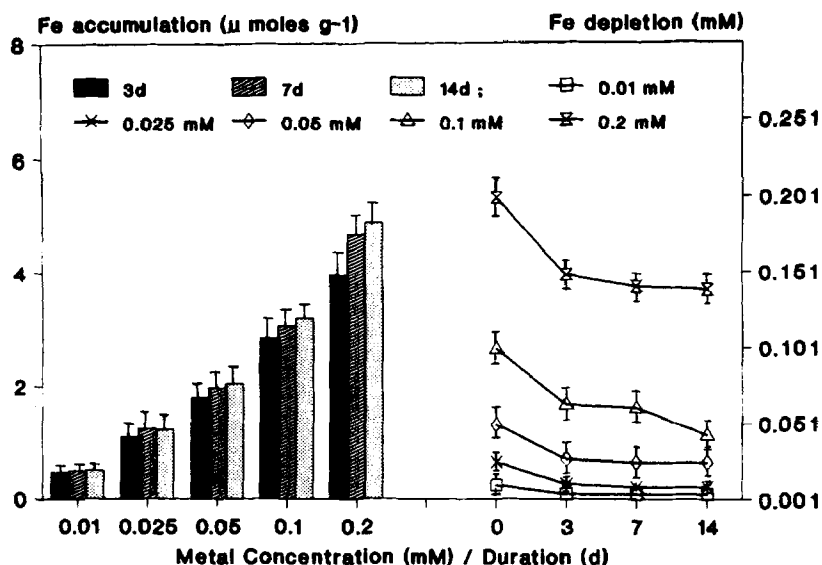 Fe accumulation (μ moles g-1) Fe depletion (mM)
8
3d 7d 14d ; 0.01 mM
0.025 mM 0.05 mM 0.1 mM 0.2 mM
0.251
6
0.201
4
0.151
0.101
2
0.051
0
0.001
0.01 0.025 0.05 0.1 0.2 0 3 7 14
Metal Concentration (mM) / Duration (d)